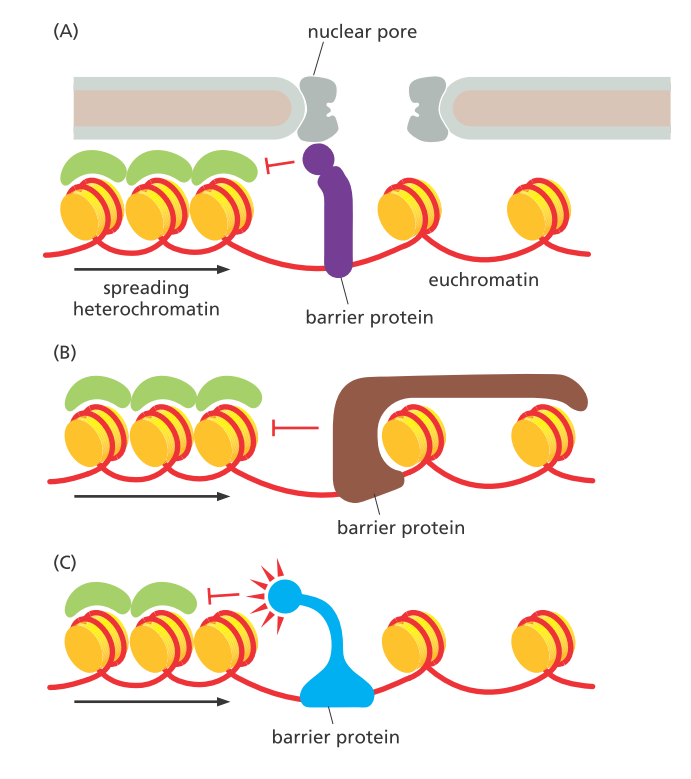 (A)
nuclear pore
spreading
heterochromatin
euchromatin
barrier protein
(B)
barrier protein
(C)
barrier protein